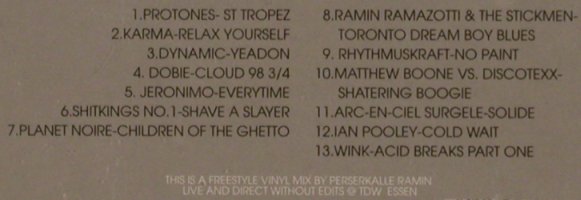 1.PROTONES- ST TROPEZ
2.KARMA-RELAX YOURSELF
3.DYNAMIC-YEADON
4. DOBIE-CLOUD 98 3/4
5. JERONIMO-EVERYTIME
6.SHITKINGS NO.1-SHAVE A SLAYER
7.PLANET NOIRE-CHILDREN OF THE GHETTO
8.RAMIN RAMAZOTTI & THE STICKMEN-
TORONTO DREAM BOY BLUES
9. RHYTHMUSKRAFT-NO PAINT
10.MATTHEW BOONE VS. DISCOTEXX-
SHATERING BOOGIE
11.ARC-EN-CIEL SURGELE-SOLIDE
12.IAN POOLEY-COLD WAIT
13.WINK-ACID BREAKS PART ONE
THIS IS A FREESTYLE VINYL MIX BY PERSERKALLE RAMIN
LIVE AND DIRECT WITHOUT EDITS @ TDW ESSEN